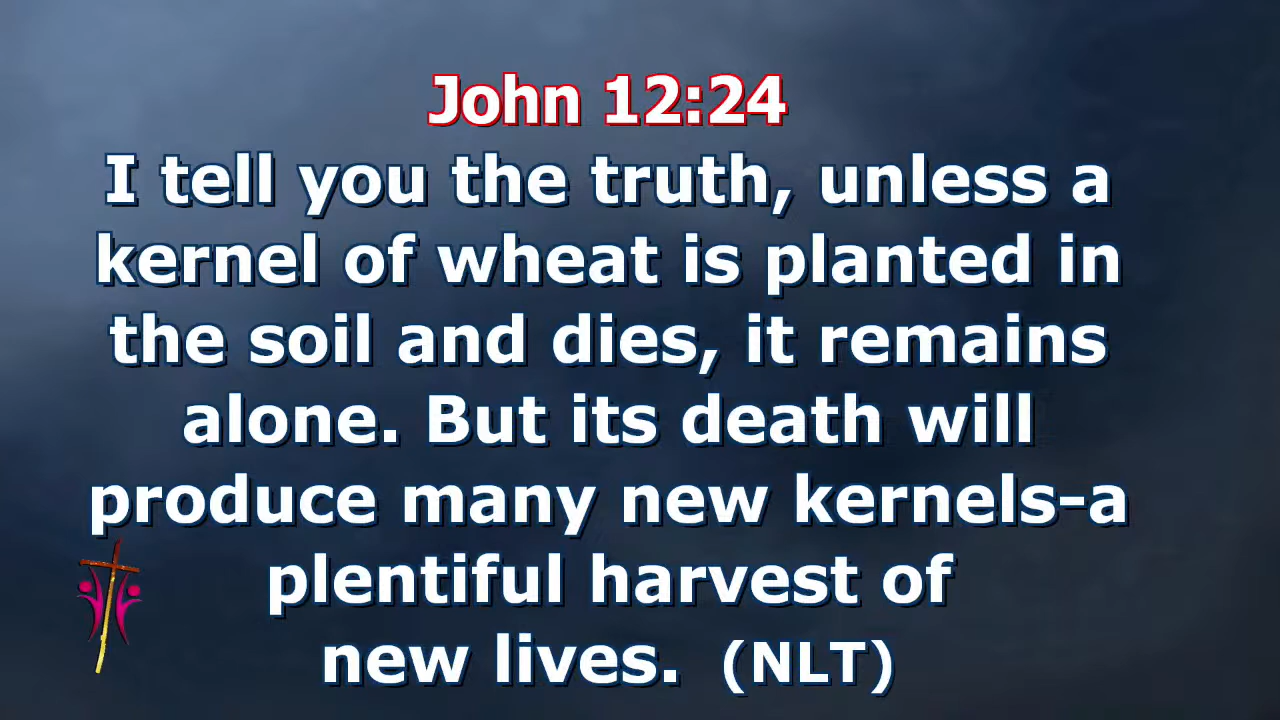 John 12:24
I tell you the truth, unless a
kernel of wheat is planted in
the soil and dies, it remains
alone. But its death will
produce many new kernels-a
plentiful harvest of
new lives. (NLT)